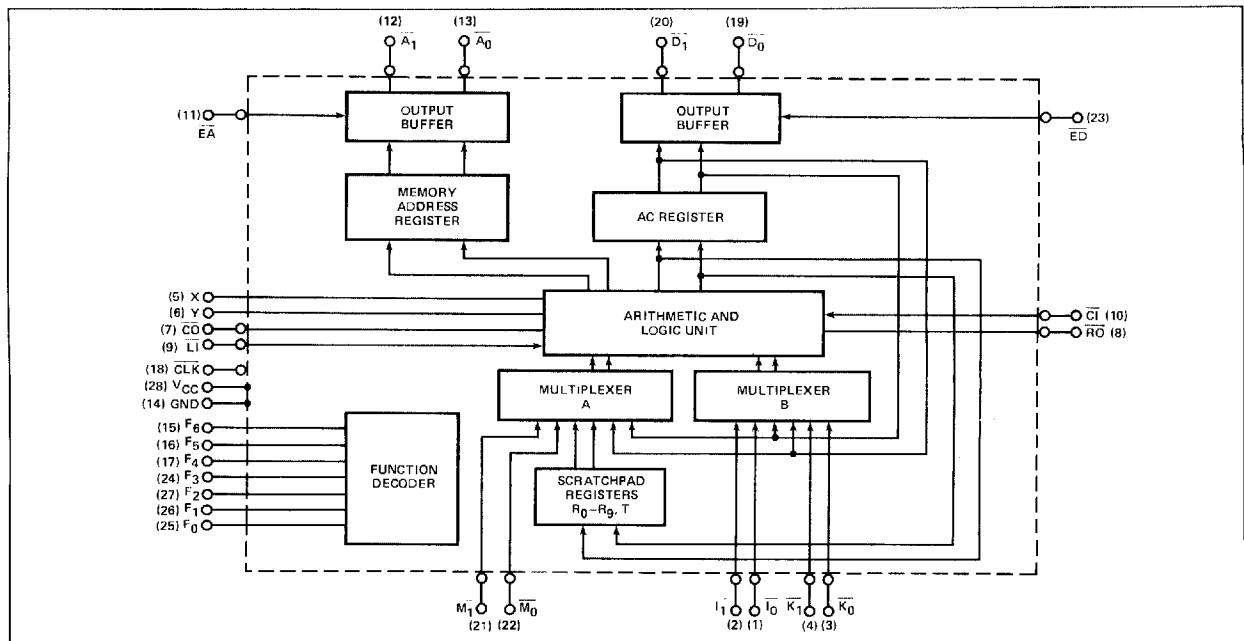 (12) (13) (20) (19)
A̅1̅ A̅0̅ D̅1̅ D̅0̅
(11) E̅A̅
OUTPUT
BUFFER
OUTPUT
BUFFER
(23) E̅D̅
MEMORY
ADDRESS
REGISTER
AC REGISTER
(5) X
(6) Y
(7) C̅O̅
(9) L̅I̅
ARITHMETIC AND
LOGIC UNIT
C̅I̅ (10)
R̅O̅ (8)
(18) C̅L̅K̅
(28) VCC
(14) GND
MULTIPLEXER
A
MULTIPLEXER
B
(15) F6
(16) F5
(17) F4
(24) F3
(27) F2
(26) F1
(25) F0
FUNCTION
DECODER
SCRATCHPAD
REGISTERS
R0–R9, T
M̅1̅ M̅0̅ I̅1̅ I̅0̅ K̅1̅ K̅0̅
(21) (22) (2) (1) (4) (3)